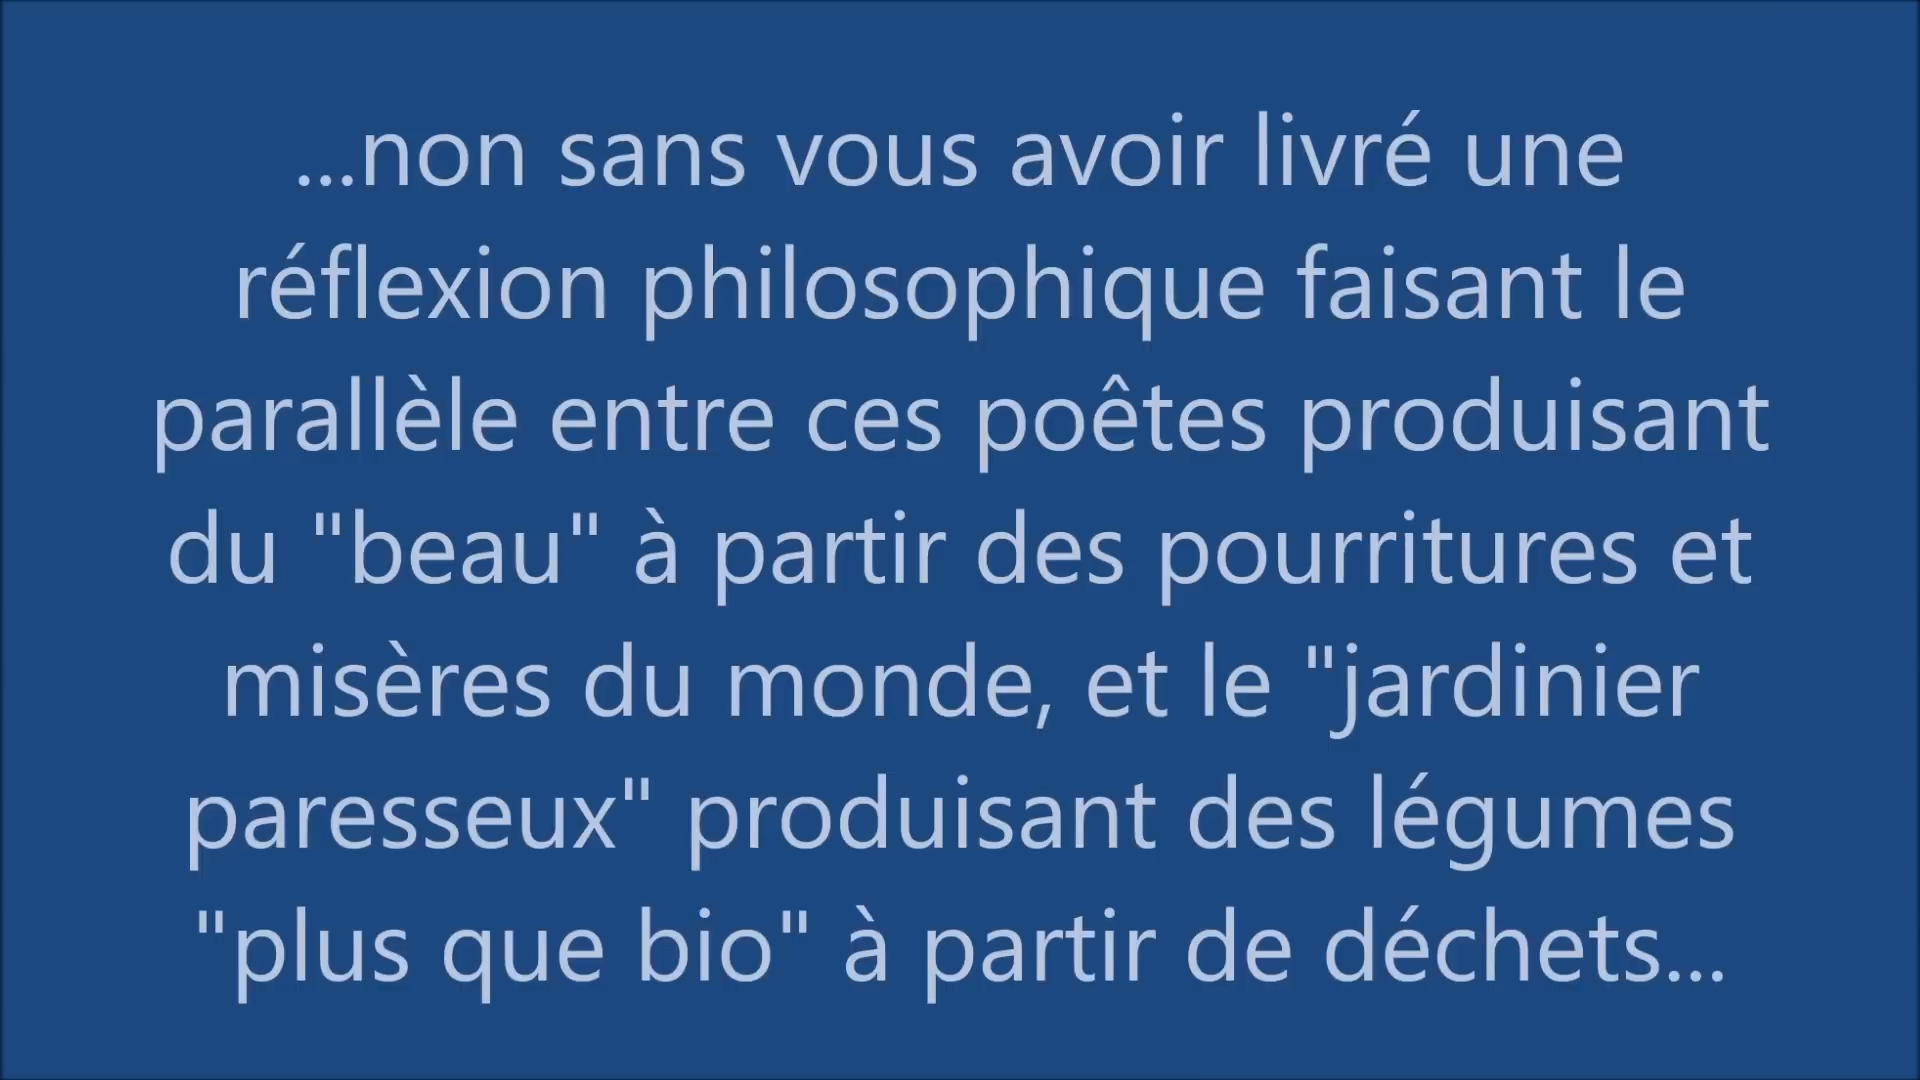 ...non sans vous avoir livré une
réflexion philosophique faisant le
parallèle entre ces poêtes produisant
du "beau" à partir des pourritures et
misères du monde, et le "jardinier
paresseux" produisant des légumes
"plus que bio" à partir de déchets...